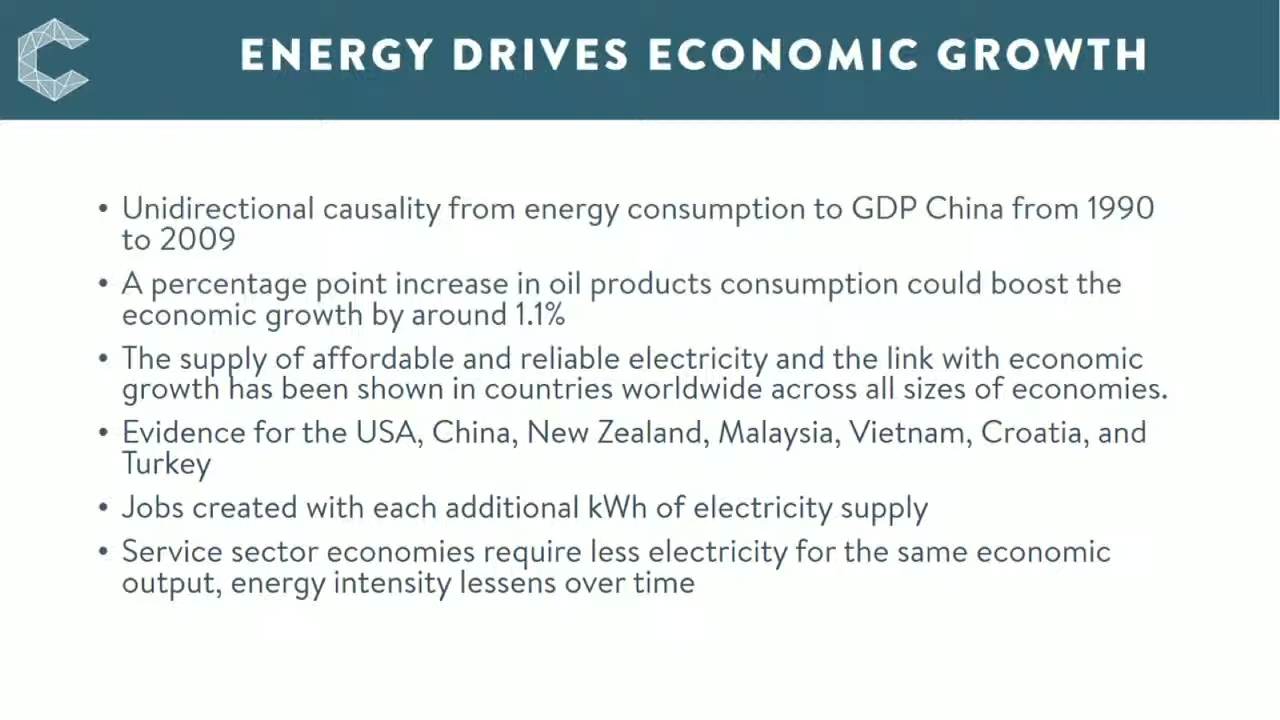 ENERGY DRIVES ECONOMIC GROWTH
• Unidirectional causality from energy consumption to GDP China from 1990
to 2009
• A percentage point increase in oil products consumption could boost the
economic growth by around 1.1%
• The supply of affordable and reliable electricity and the link with economic
growth has been shown in countries worldwide across all sizes of economies.
• Evidence for the USA, China, New Zealand, Malaysia, Vietnam, Croatia, and
Turkey
• Jobs created with each additional kWh of electricity supply
• Service sector economies require less electricity for the same economic
output, energy intensity lessens over time